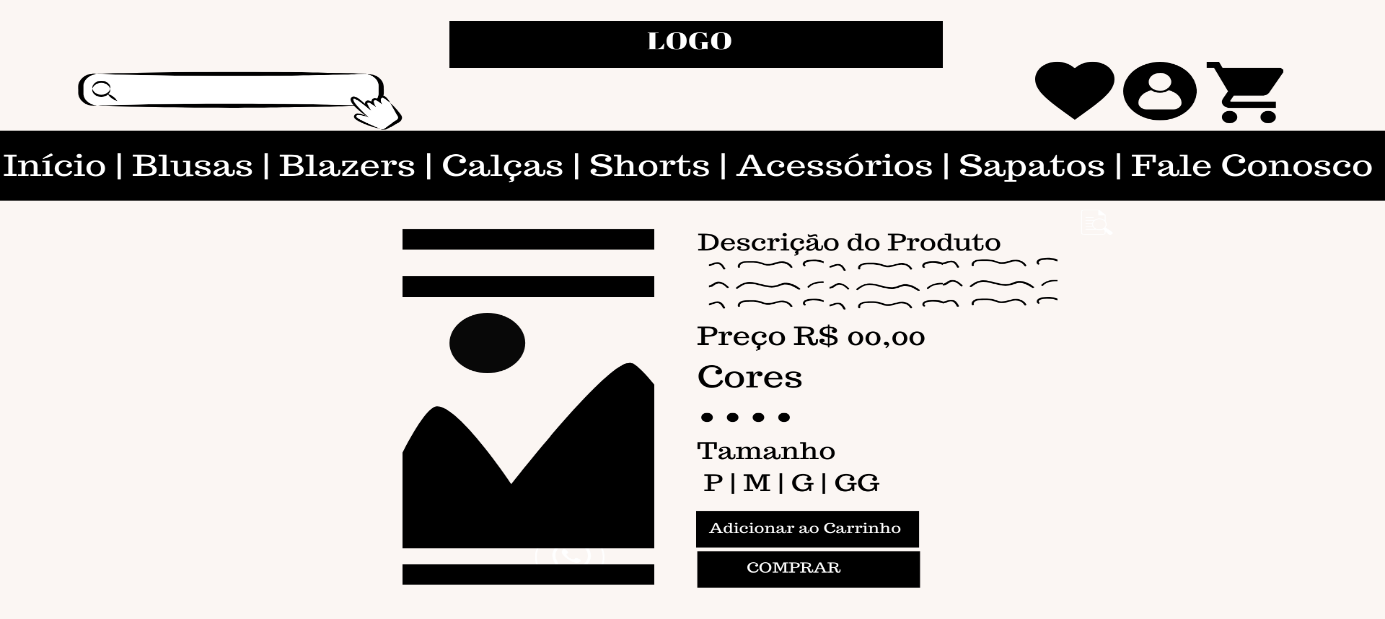 LOGO
Início | Blusas | Blazers | Calças | Shorts | Acessórios | Sapatos | Fale Conosco
Descrição do Produto
Preço R$ 00,00
Cores
Tamanho
P | M | G | GG
Adicionar ao Carrinho
COMPRAR